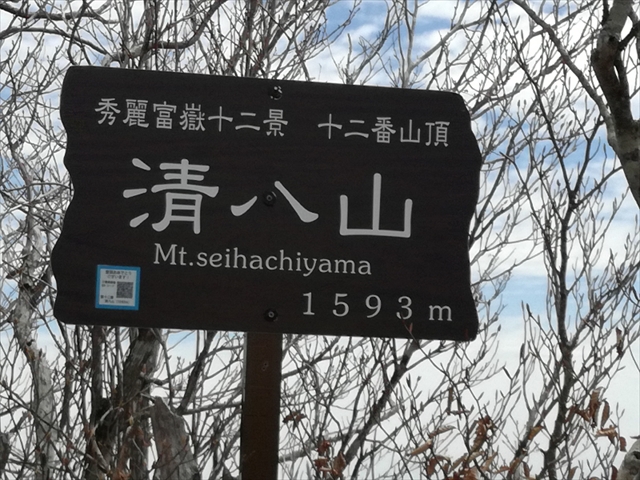 秀麗富嶽十二景 十二番山頂
清八山
Mt.seihachiyama
1593m